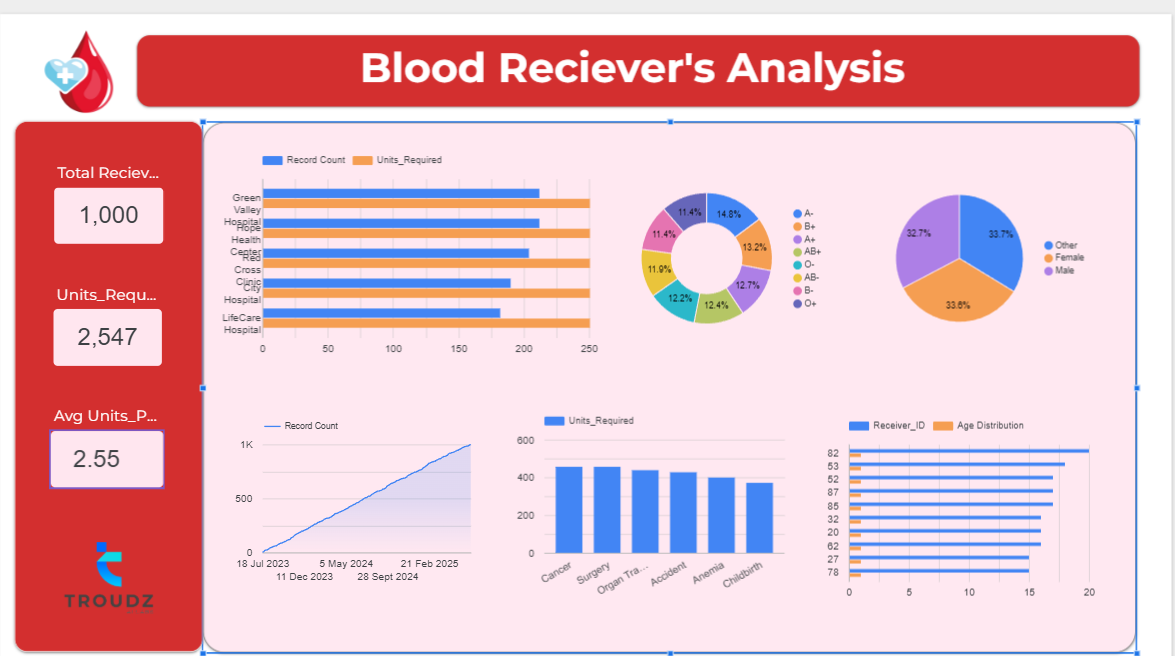 Blood Reciever's Analysis
Total Reciev...
1,000
Units_Requ...
2,547
Avg Units_P...
2.55
TROUDZ
Record Count
Units_Required
Green
Valley
Hospital
Hope
Health
Center
Red
Cross
Clinic
City
Hospital
LifeCare
Hospital
0
50
100
150
200
250
14.8%
13.2%
12.7%
12.4%
12.2%
11.9%
11.4%
11.4%
A-
B+
A+
AB+
O-
AB-
B-
O+
33.7%
33.6%
32.7%
Other
Female
Male
Record Count
1K
500
0
18 Jul 2023
11 Dec 2023
5 May 2024
28 Sept 2024
21 Feb 2025
Units_Required
600
400
200
0
Cancer
Surgery
Organ Tra...
Accident
Anemia
Childbirth
Receiver_ID
Age Distribution
82
53
52
87
85
32
20
62
27
78
0
5
10
15
20